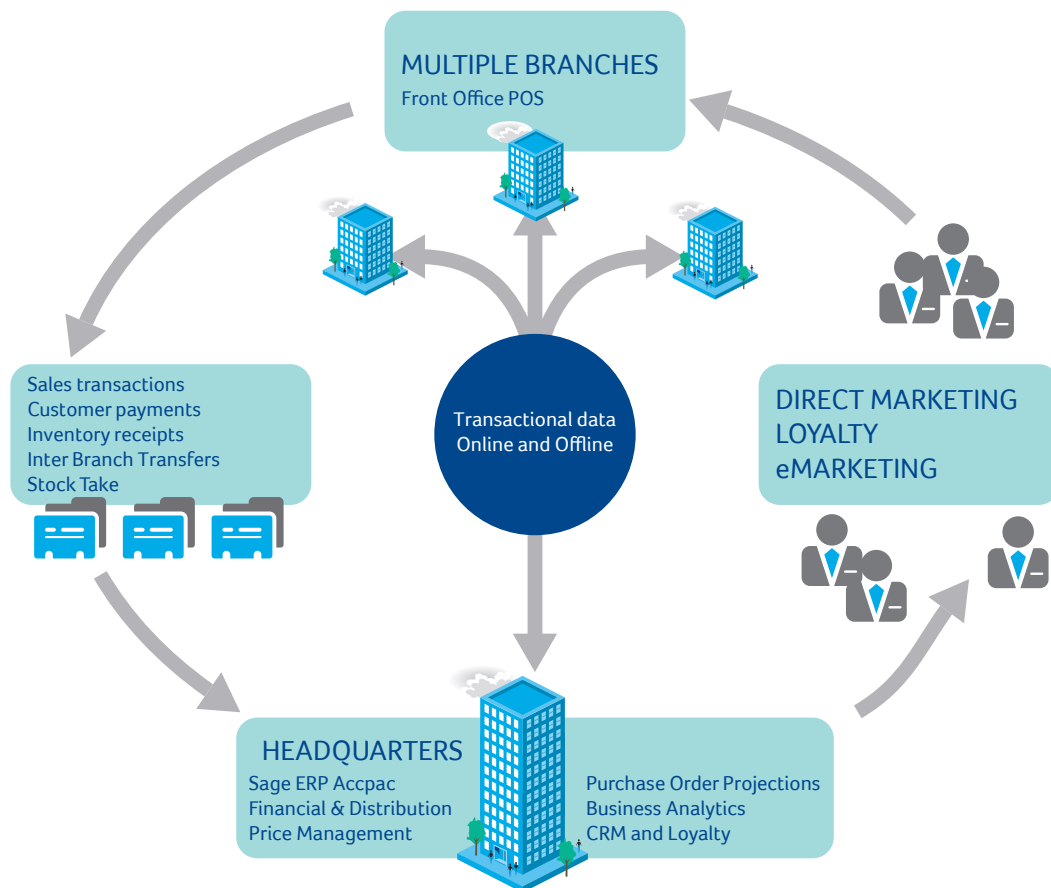 MULTIPLE BRANCHES
Front Office POS
Sales transactions
Customer payments
Inventory receipts
Inter Branch Transfers
Stock Take
Transactional data
Online and Offline
DIRECT MARKETING
LOYALTY
eMARKETING
HEADQUARTERS
Sage ERP Accpac
Financial & Distribution
Price Management
Purchase Order Projections
Business Analytics
CRM and Loyalty